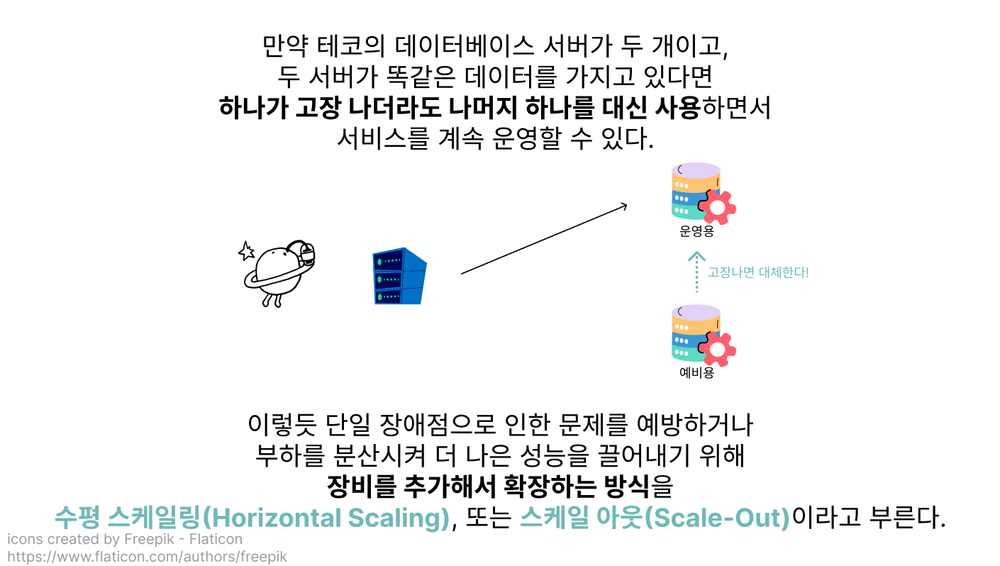 만약 테코의 데이터베이스 서버가 두 개이고,
두 서버가 똑같은 데이터를 가지고 있다면
하나가 고장 나더라도 나머지 하나를 대신 사용하면서
서비스를 계속 운영할 수 있다.
운영용
고장나면 대체한다!
예비용
이렇듯 단일 장애점으로 인한 문제를 예방하거나
부하를 분산시켜 더 나은 성능을 끌어내기 위해
장비를 추가해서 확장하는 방식을
수평 스케일링(Horizontal Scaling), 또는 스케일 아웃(Scale-Out)이라고 부른다.
icons created by Freepik - Flaticon
https://www.flaticon.com/authors/freepik